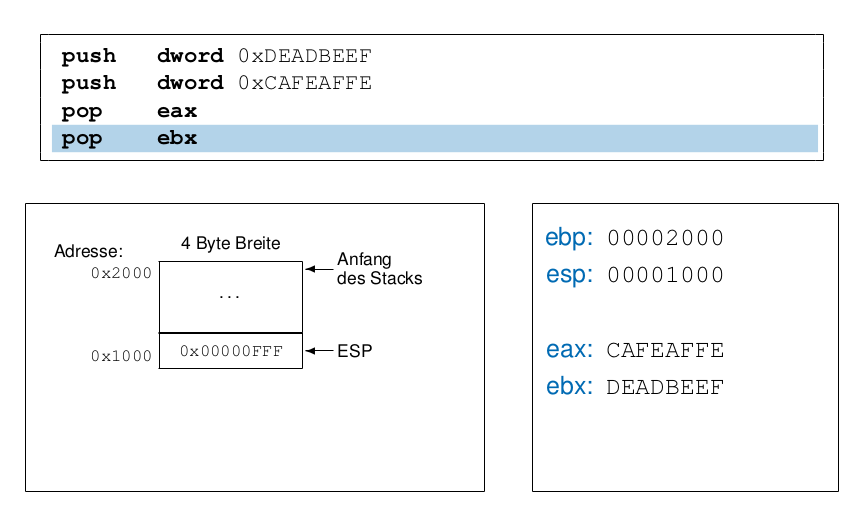 push dword 0xDEADBEEF
push dword 0xCAFEAFFE
pop eax
pop ebx
4 Byte Breite
Adresse:
0x2000
...
Anfang
des Stacks
0x1000
0x00000FFF
ESP
ebp: 00002000
esp: 00001000
eax: CAFEAFFE
ebx: DEADBEEF